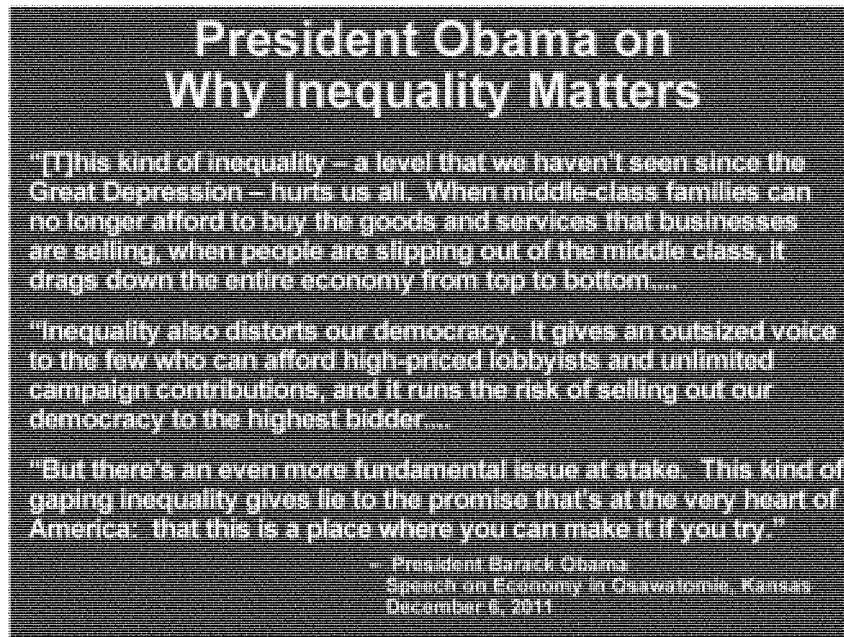 President Obama on
Why Inequality Matters
“[T]his kind of inequality – a level that we haven’t seen since the
Great Depression – hurts us all.  When middle-class families can
no longer afford to buy the goods and services that businesses
are selling, when people are slipping out of the middle class, it
drags down the entire economy from top to bottom....
“Inequality also distorts our democracy.  It gives an outsized voice
to the few who can afford high-priced lobbyists and unlimited
campaign contributions, and it runs the risk of selling out our
democracy to the highest bidder....
“But there’s an even more fundamental issue at stake.  This kind of
gaping inequality gives lie to the promise that’s at the very heart of
America:  that this is a place where you can make it if you try.”
– President Barack Obama
Speech on Economy in Osawatomie, Kansas
December 6, 2011